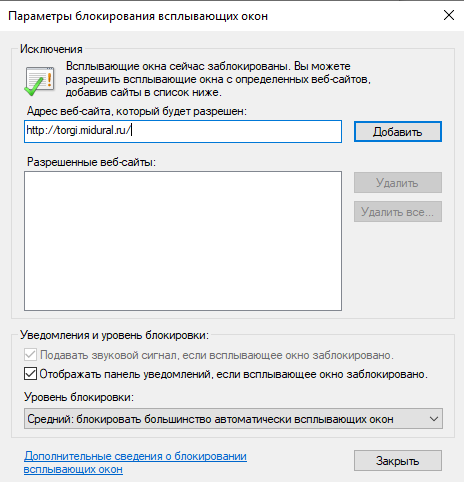 Параметры блокирования всплывающих окон
Исключения
Всплывающие окна сейчас заблокированы. Вы можете
разрешить всплывающие окна с определенных веб-сайтов,
добавив сайты в список ниже.
Адрес веб-сайта, который будет разрешен:
http://torgi.midural.ru/
Добавить
Разрешенные веб-сайты:
Удалить
Удалить все...
Уведомления и уровень блокировки:
Подавать звуковой сигнал, если всплывающее окно заблокировано.
Отображать панель уведомлений, если всплывающее окно заблокировано.
Уровень блокировки:
Средний: блокировать большинство автоматически всплывающих окон
Дополнительные сведения о блокировании
всплывающих окон
Закрыть